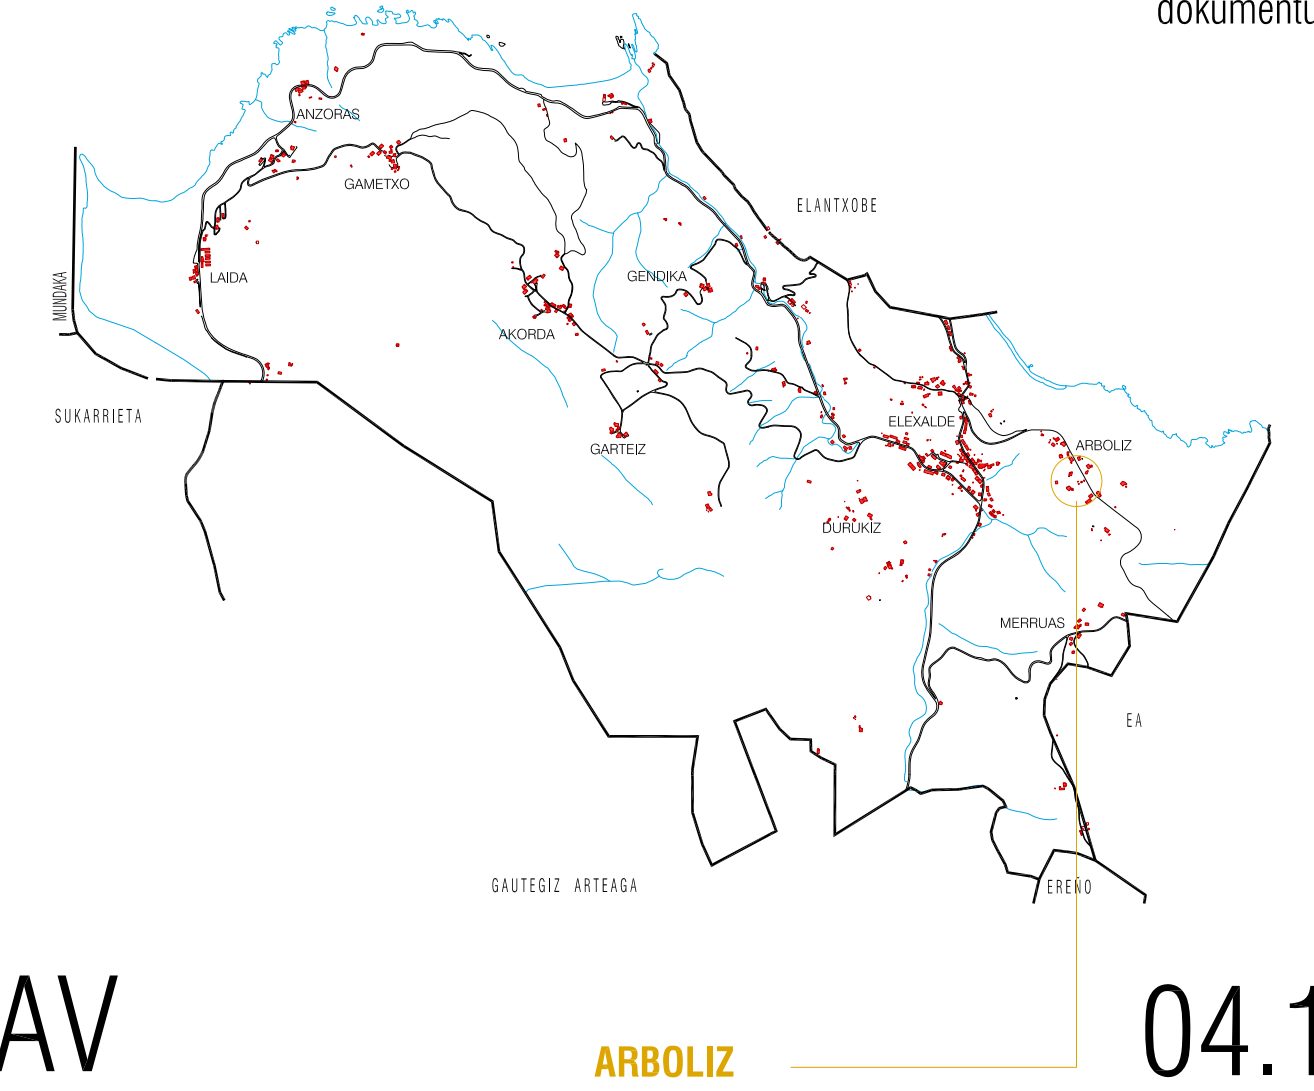 dokumentu
ANZORAS
GAMETXO
ELANTXOBE
MUNDAKA
LAIDA
GENDIKA
AKORDA
SUKARRIETA
ELEXALDE
GARTEIZ
ARBOLIZ
DURUKIZ
MERRUAS
EA
GAUTEGIZ ARTEAGA
EREÑO
AV
04.1
ARBOLIZ